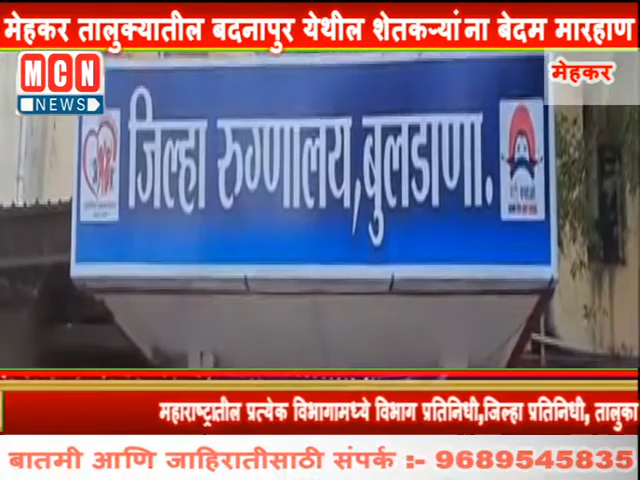 मेहकर तालुक्यातील बदनापुर येथील शेतकऱ्यांना बेदम मारहाण
MCN
NEWS
मेहकर
जिल्हा रुग्णालय,बुलडाणा.
महाराष्ट्रातील प्रत्येक विभागामध्ये विभाग प्रतिनिधी,जिल्हा प्रतिनिधी, तालुका
बातमी आणि जाहिरातीसाठी संपर्क :- 9689545835